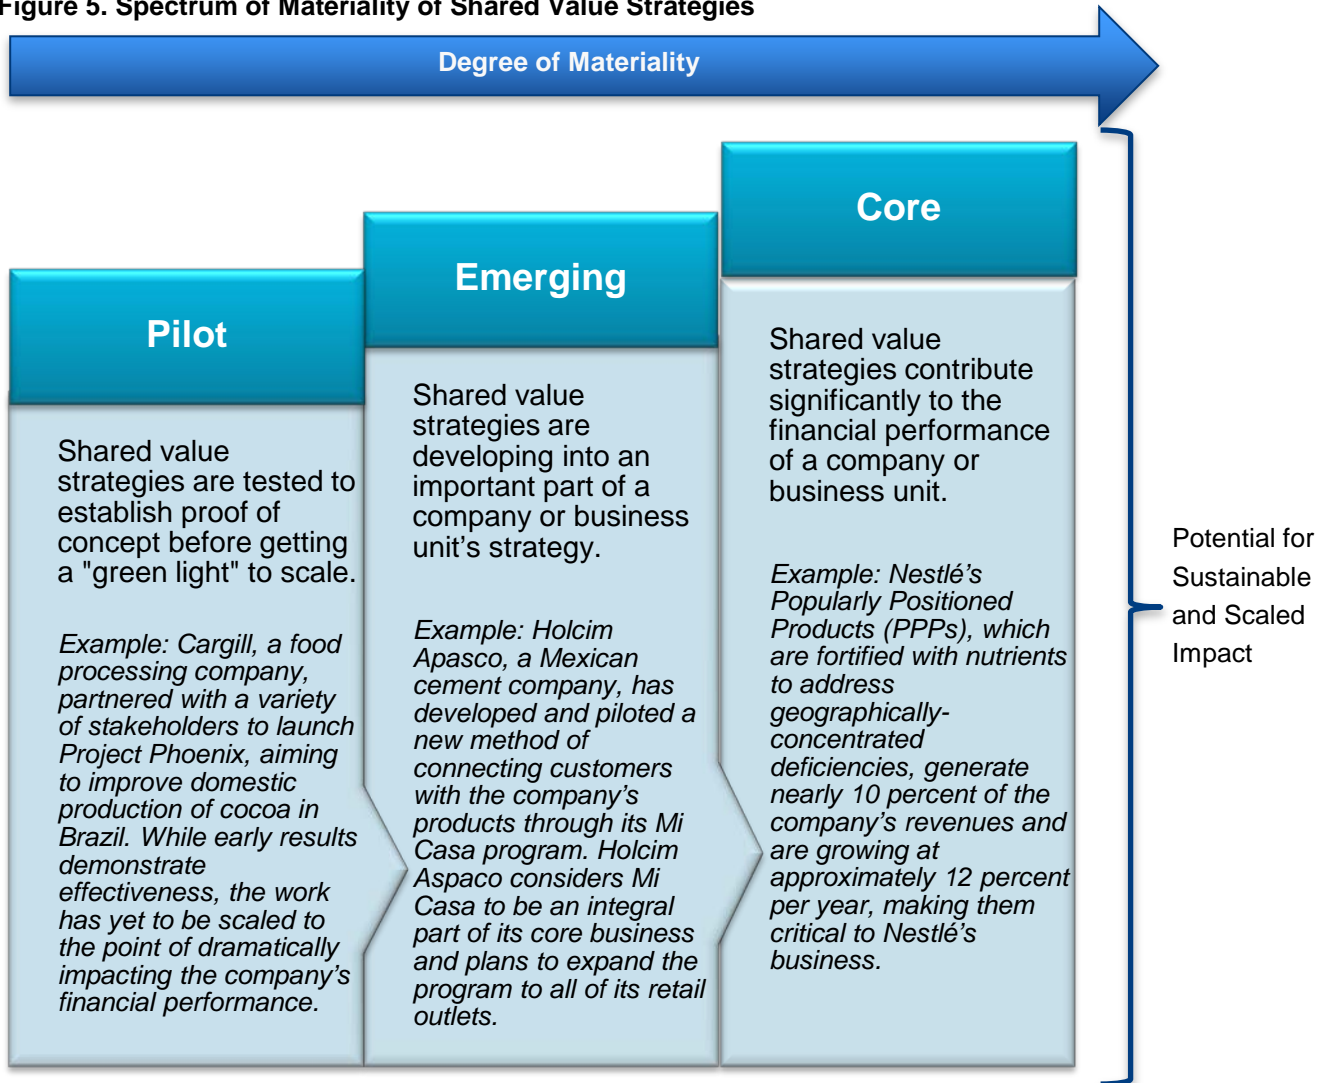 Figure 5. Spectrum of Materiality of Shared Value Strategies
Degree of Materiality
Pilot
Shared value
strategies are tested to
establish proof of
concept before getting
a "green light" to scale.
Example: Cargill, a food
processing company,
partnered with a variety
of stakeholders to launch
Project Phoenix, aiming
to improve domestic
production of cocoa in
Brazil. While early results
demonstrate
effectiveness, the work
has yet to be scaled to
the point of dramatically
impacting the company’s
financial performance.
Emerging
Shared value
strategies are
developing into an
important part of a
company or business
unit’s strategy.
Example: Holcim
Apasco, a Mexican
cement company, has
developed and piloted a
new method of
connecting customers
with the company’s
products through its Mi
Casa program. Holcim
Aspaco considers Mi
Casa to be an integral
part of its core business
and plans to expand the
program to all of its retail
outlets.
Core
Shared value
strategies contribute
significantly to the
financial performance
of a company or
business unit.
Example: Nestlé’s
Popularly Positioned
Products (PPPs), which
are fortified with nutrients
to address
geographically-
concentrated
deficiencies, generate
nearly 10 percent of the
company’s revenues and
are growing at
approximately 12 percent
per year, making them
critical to Nestlé’s
business.
Potential for
Sustainable
and Scaled
Impact